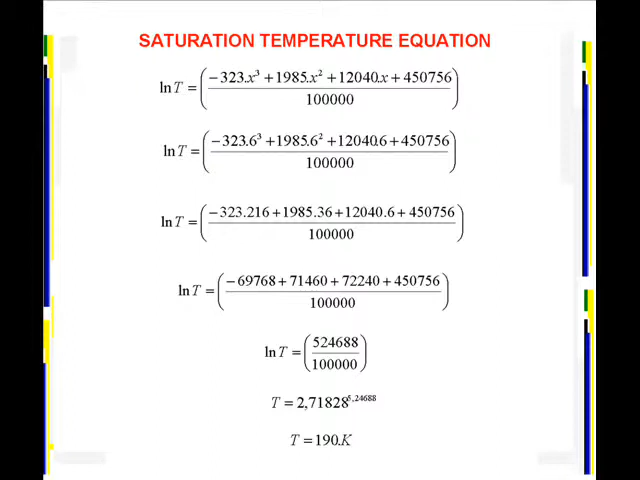 SATURATION TEMPERATURE EQUATION
ln T = (−323.x³ + 1985.x² + 12040.x + 450756 / 100000)
ln T = (−323.6³ + 1985.6² + 12040.6 + 450756 / 100000)
ln T = (−323.216 + 1985.36 + 12040.6 + 450756 / 100000)
ln T = (−69768 + 71460 + 72240 + 450756 / 100000)
ln T = (524688 / 100000)
T = 2,71828^5,24688
T = 190.K